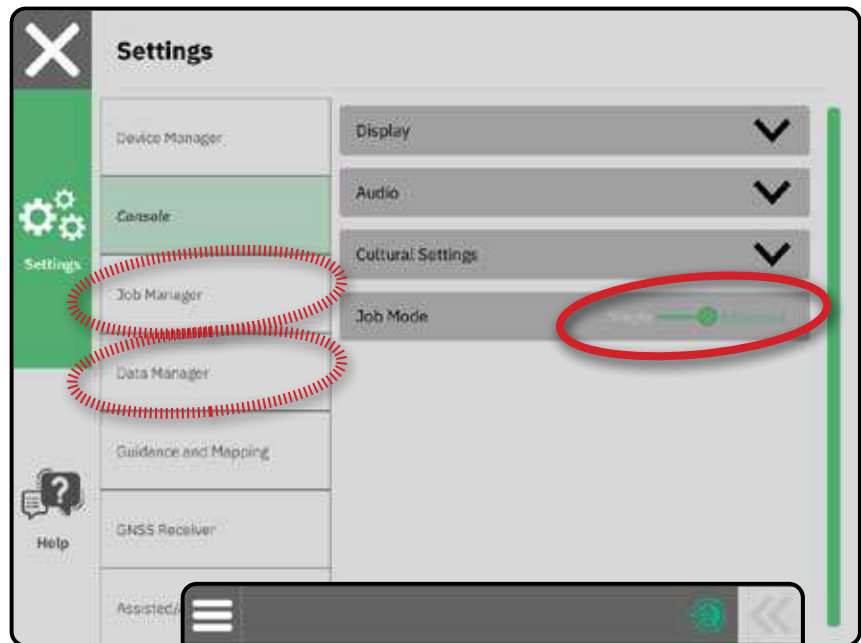 Settings
Device Manager
Console
Settings
Job Manager
Data Manager
Guidance and Mapping
GNSS Receiver
Help
Display
Audio
Cultural Settings
Job Mode